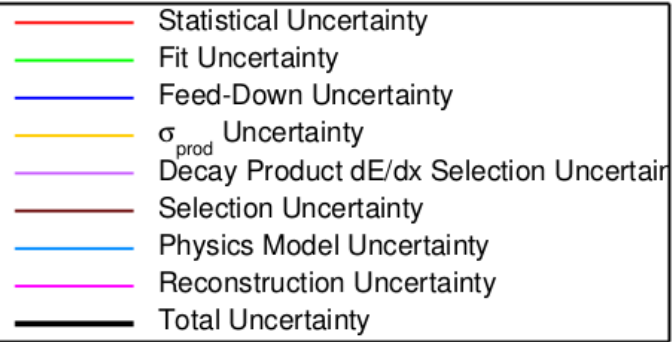 Statistical Uncertainty
Fit Uncertainty
Feed-Down Uncertainty
σprod Uncertainty
Decay Product dE/dx Selection Uncertain
Selection Uncertainty
Physics Model Uncertainty
Reconstruction Uncertainty
Total Uncertainty